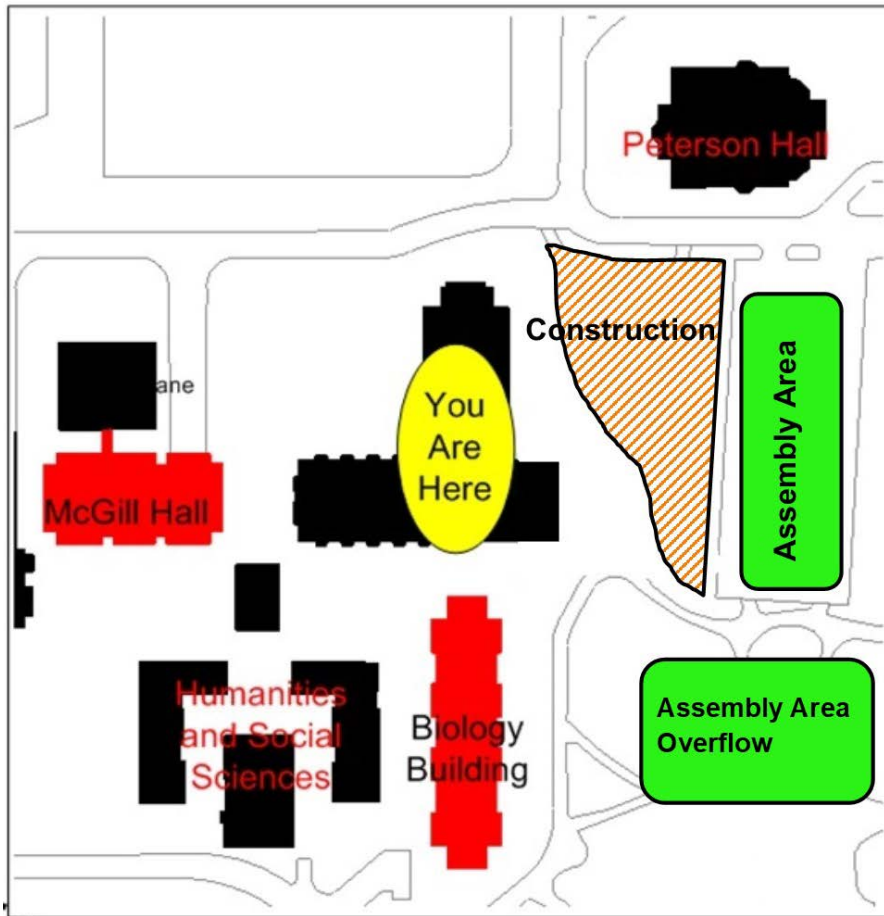 Peterson Hall
Construction
Assembly Area
ane
You
Are
Here
McGill Hall
Humanities
and Social
Sciences
Biology
Building
Assembly Area
Overflow